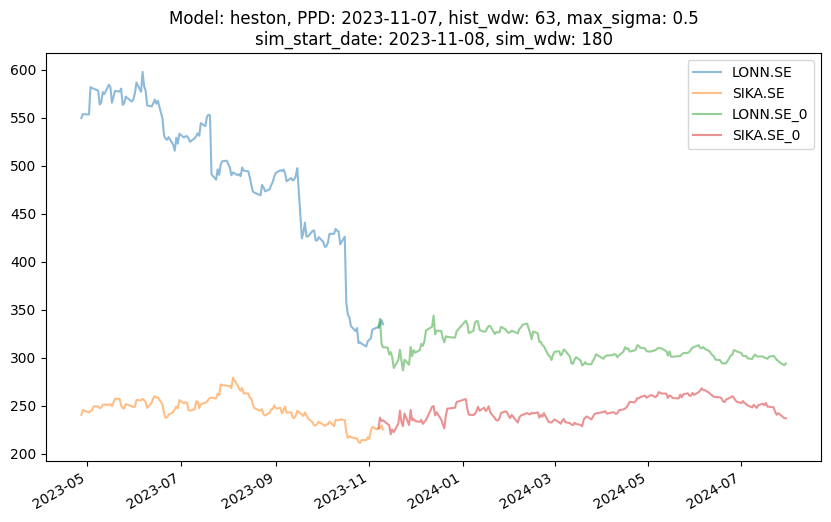 Model: heston, PPD: 2023-11-07, hist_wdw: 63, max_sigma: 0.5
sim_start_date: 2023-11-08, sim_wdw: 180
LONN.SE
SIKA.SE
LONN.SE_0
SIKA.SE_0
600
550
500
450
400
350
300
250
200
2023-05
2023-07
2023-09
2023-11
2024-01
2024-03
2024-05
2024-07